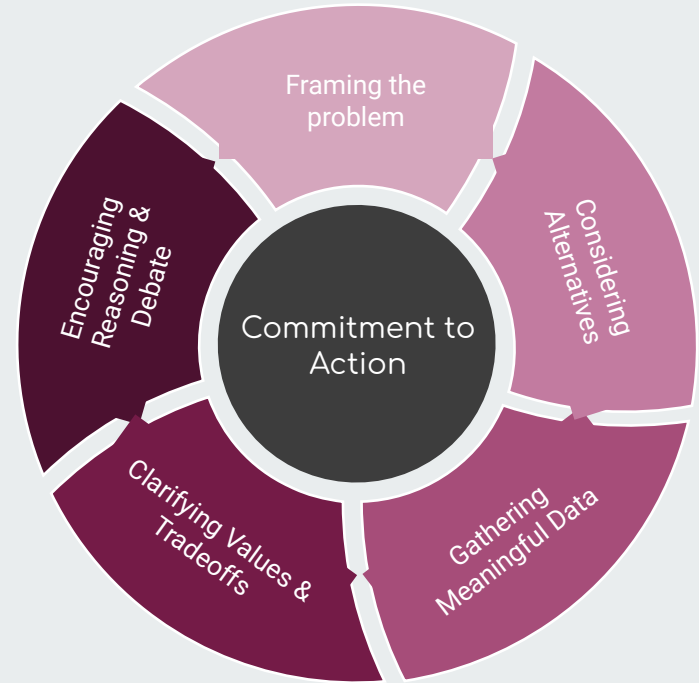 Framing the
problem
Considering
Alternatives
Gathering
Meaningful Data
Clarifying Values &
Tradeoffs
Encouraging
Reasoning &
Debate
Commitment to
Action